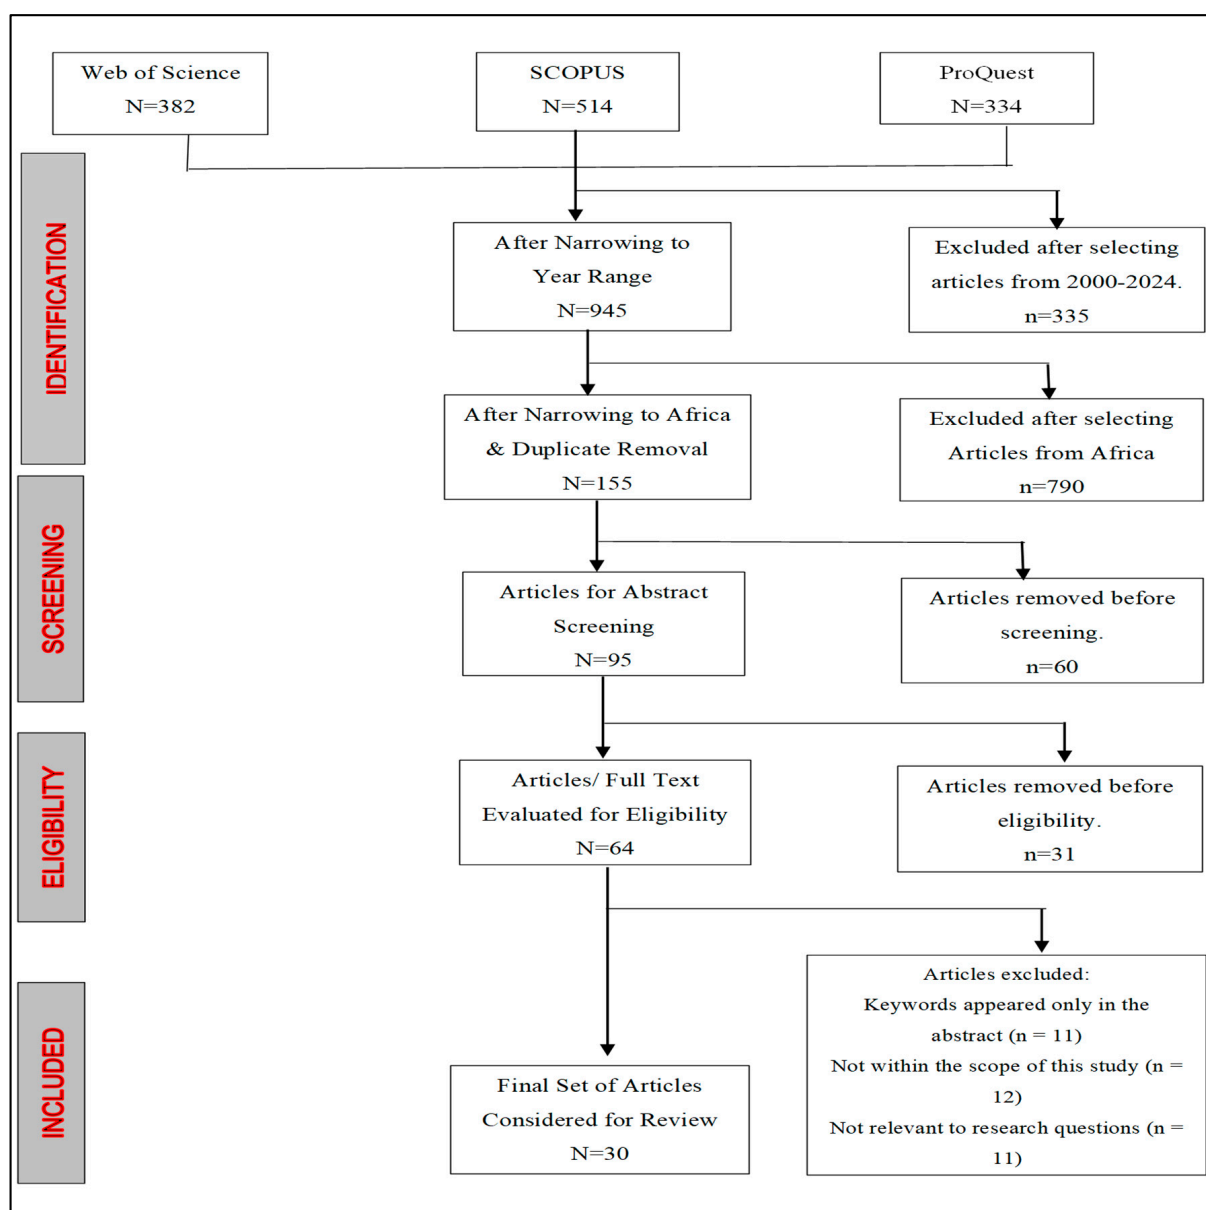 Web of Science
N=382
SCOPUS
N=514
ProQuest
N=334
IDENTIFICATION
After Narrowing to
Year Range
N=945
Excluded after selecting
articles from 2000-2024.
n=335
After Narrowing to Africa
& Duplicate Removal
N=155
Excluded after selecting
Articles from Africa
n=790
SCREENING
Articles for Abstract
Screening
N=95
Articles removed before
screening.
n=60
ELIGIBILITY
Articles/ Full Text
Evaluated for Eligibility
N=64
Articles removed before
eligibility.
n=31
INCLUDED
Final Set of Articles
Considered for Review
N=30
Articles excluded:
Keywords appeared only in the
abstract (n = 11)
Not within the scope of this study (n =
12)
Not relevant to research questions (n =
11)